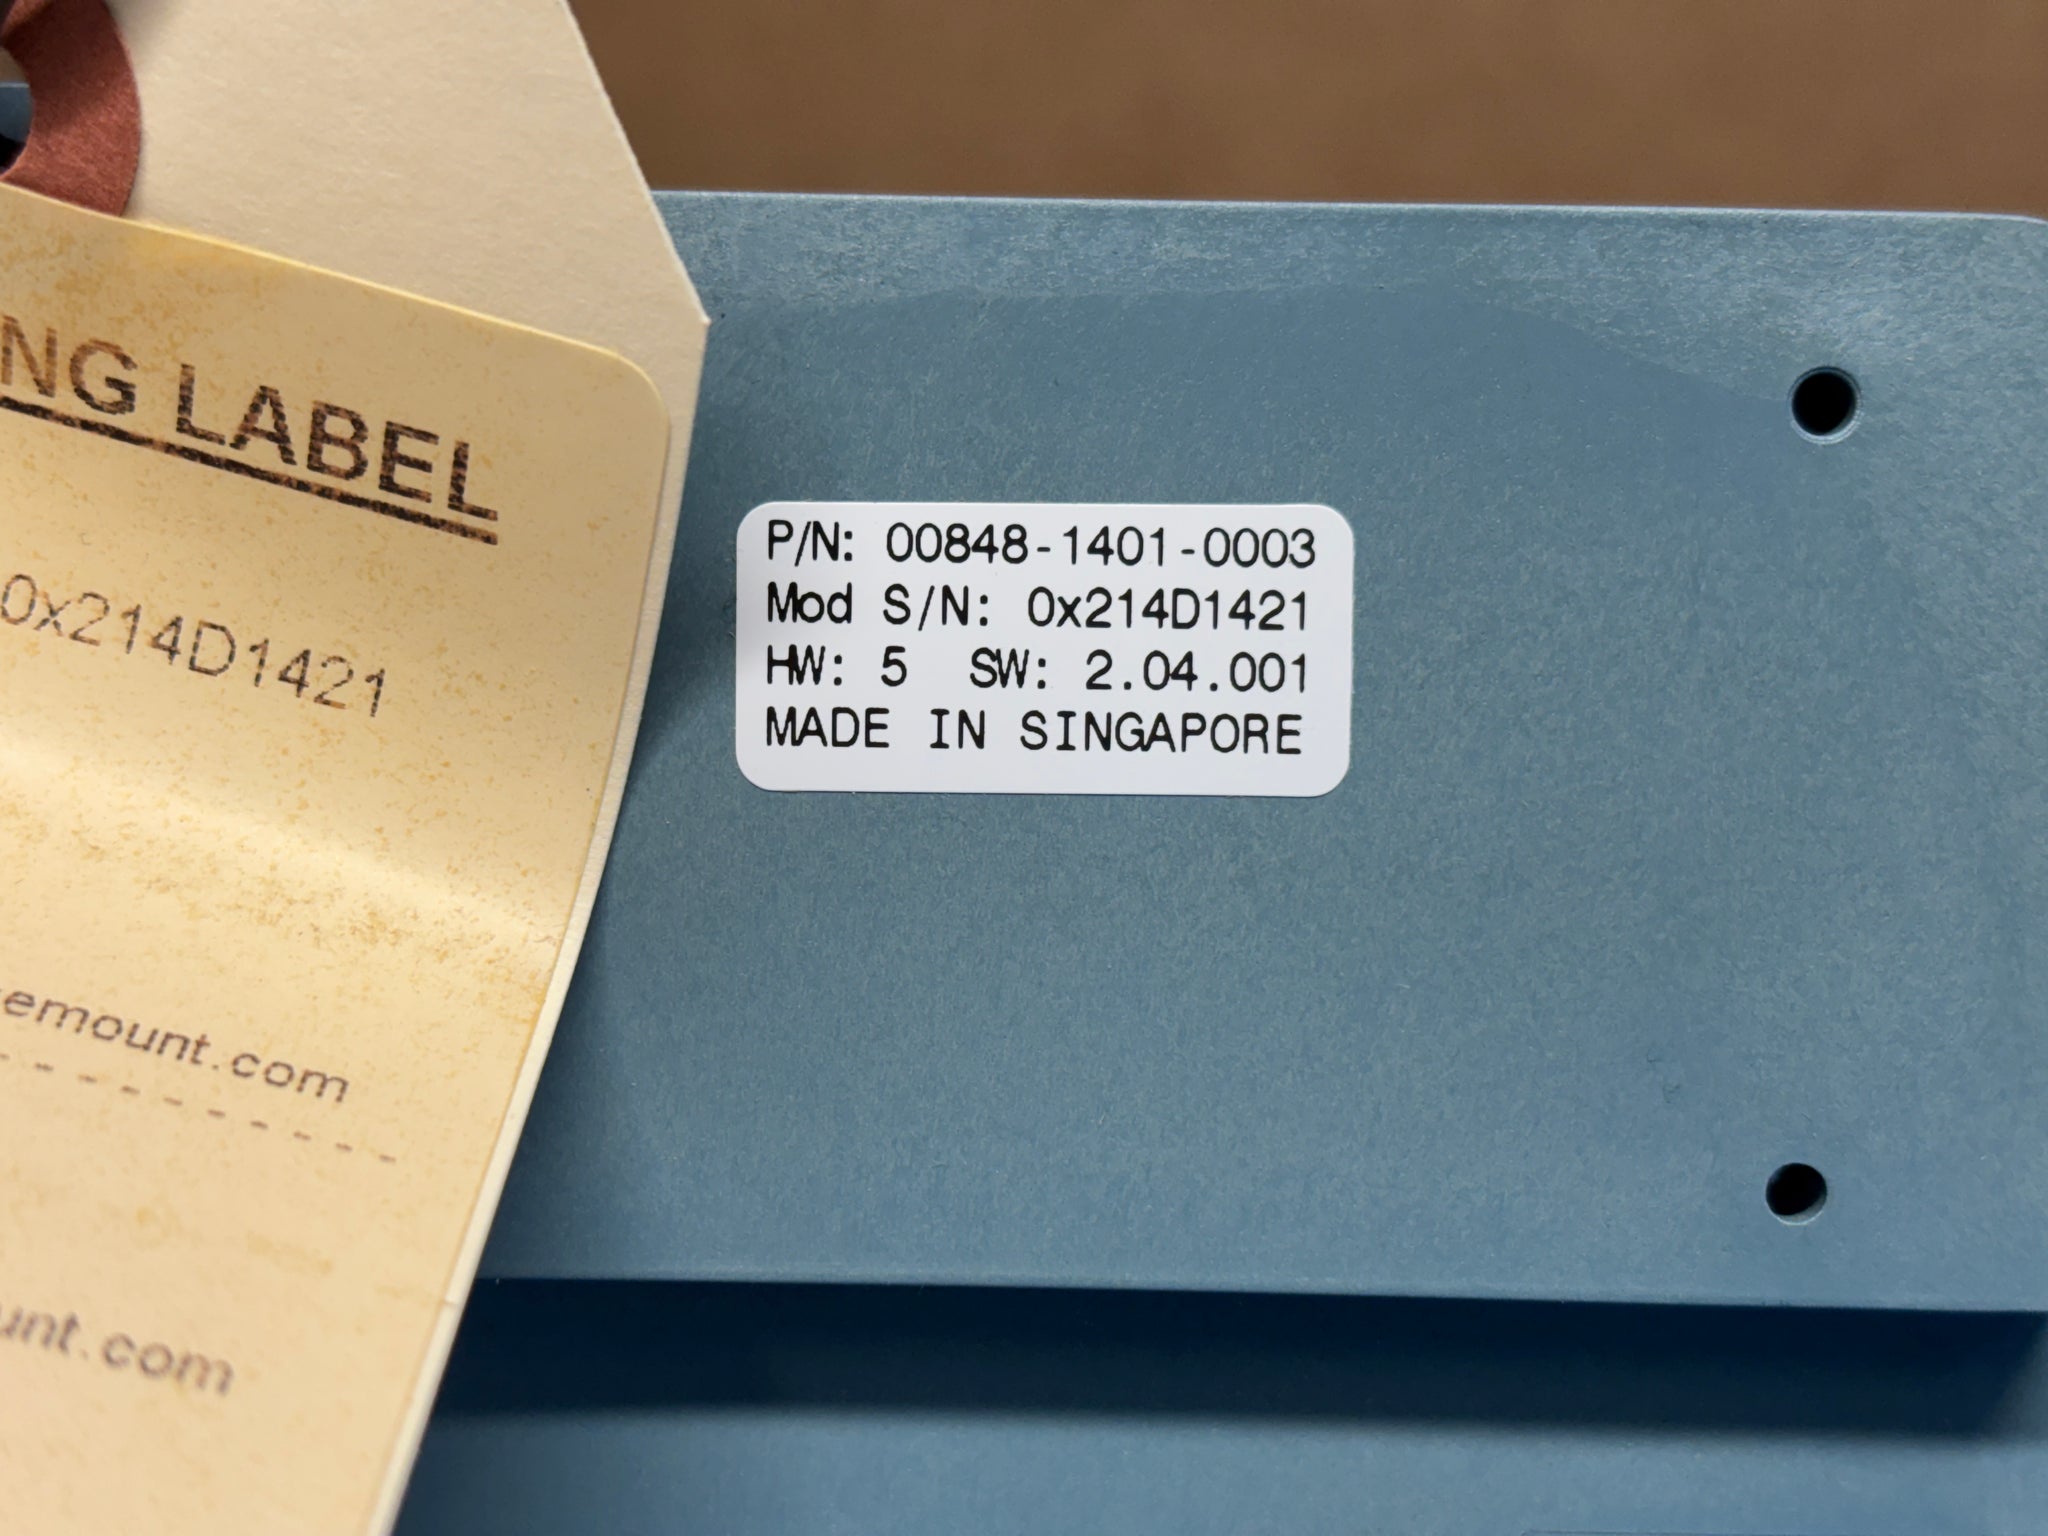 NG LABEL
0x214D1421
emount.com
unt.com
P/N: 00848-1401-0003
Mod S/N: 0x214D1421
HW: 5 SW: 2.04.001
MADE IN SINGAPORE